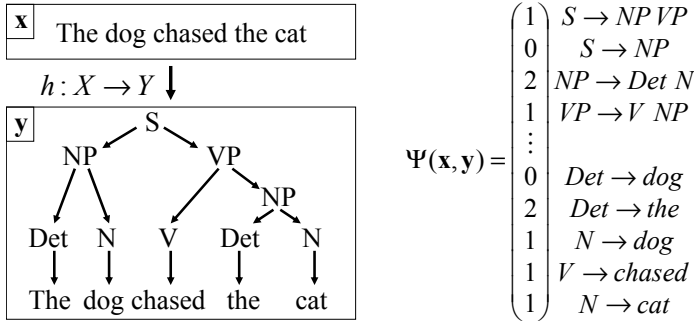 x
The dog chased the cat
h : X → Y
y
S
NP VP
NP
Det N V Det N
The dog chased the cat
Ψ(x, y) =
1 S → NP VP
0 S → NP
2 NP → Det N
1 VP → V NP
⋮
0 Det → dog
2 Det → the
1 N → dog
1 V → chased
1 N → cat